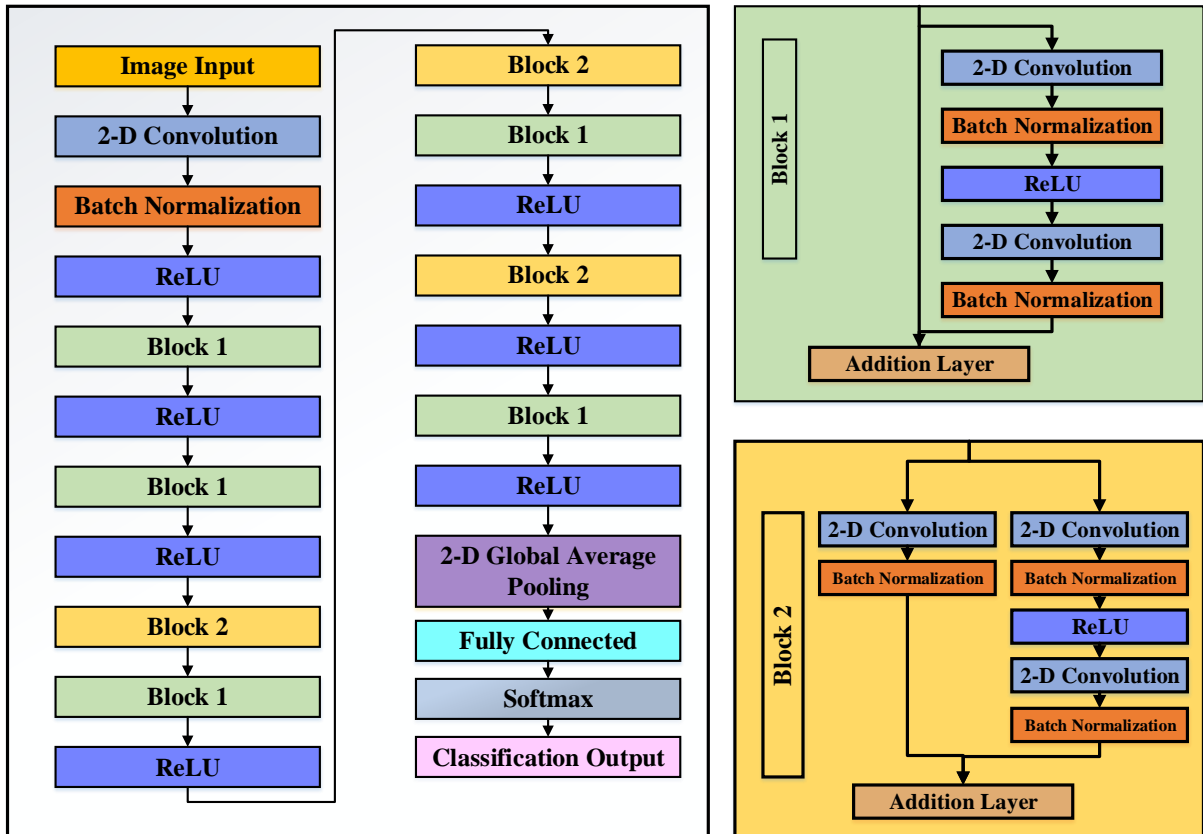 Image Input
2-D Convolution
Batch Normalization
ReLU
Block 1
ReLU
Block 1
ReLU
Block 2
Block 1
ReLU
Block 2
Block 1
ReLU
Block 2
ReLU
Block 1
ReLU
2-D Global Average
Pooling
Fully Connected
Softmax
Classification Output
Block 1
2-D Convolution
Batch Normalization
ReLU
2-D Convolution
Batch Normalization
Addition Layer
Block 2
2-D Convolution
Batch Normalization
2-D Convolution
Batch Normalization
ReLU
2-D Convolution
Batch Normalization
Addition Layer